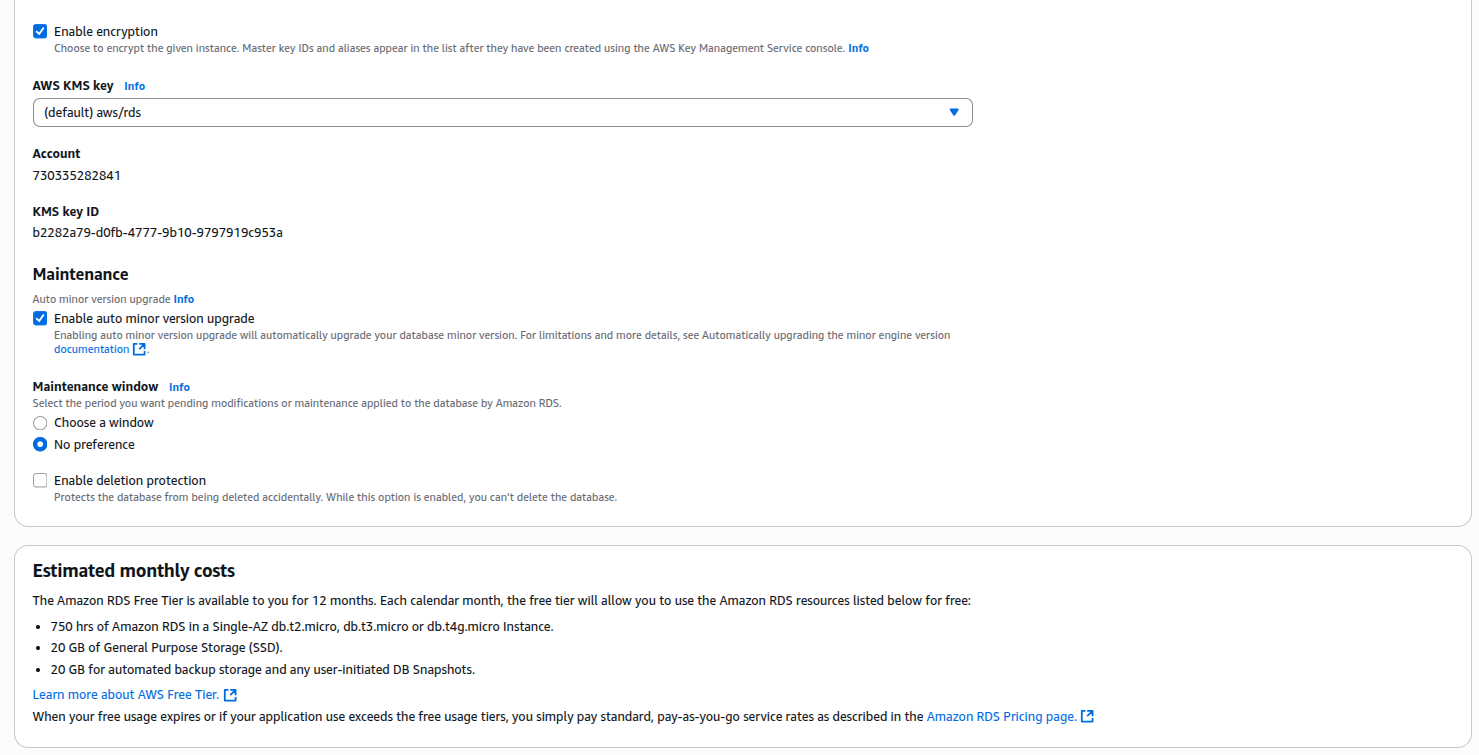 Enable encryption
Choose to encrypt the given instance. Master key IDs and aliases appear in the list after they have been created using the AWS Key Management Service console. Info
AWS KMS key Info
(default) aws/rds
Account
730335282841
KMS key ID
b2282a79-d0fb-4777-9b10-9797919c953a
Maintenance
Auto minor version upgrade Info
Enable auto minor version upgrade
Enabling auto minor version upgrade will automatically upgrade your database minor version. For limitations and more details, see Automatically upgrading the minor engine version
documentation.
Maintenance window Info
Select the period you want pending modifications or maintenance applied to the database by Amazon RDS.
Choose a window
No preference
Enable deletion protection
Protects the database from being deleted accidentally. While this option is enabled, you can't delete the database.
Estimated monthly costs
The Amazon RDS Free Tier is available to you for 12 months. Each calendar month, the free tier will allow you to use the Amazon RDS resources listed below for free:
• 750 hrs of Amazon RDS in a Single-AZ db.t2.micro, db.t3.micro or db.t4g.micro Instance.
• 20 GB of General Purpose Storage (SSD).
• 20 GB for automated backup storage and any user-initiated DB Snapshots.
Learn more about AWS Free Tier.
When your free usage expires or if your application use exceeds the free usage tiers, you simply pay standard, pay-as-you-go service rates as described in the Amazon RDS Pricing page.